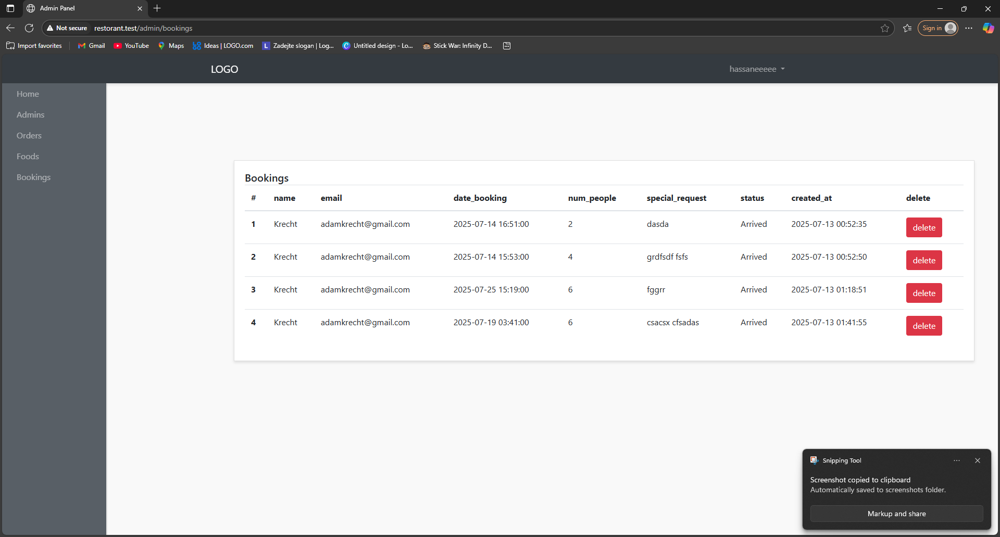 Admin Panel
Not secure restorant.test/admin/bookings
Sign in
Import favorites Gmail YouTube Maps Ideas | LOGO.com Zadejte slogan | Log... Untitled design - Lo... Stick War: Infinity D...
LOGO hassaneeeee
Home
Admins
Orders
Foods
Bookings
Bookings
# name email date_booking num_people special_request status created_at delete
1 Krecht adamkrecht@gmail.com 2025-07-14 16:51:00 2 dasda Arrived 2025-07-13 00:52:35 delete
2 Krecht adamkrecht@gmail.com 2025-07-14 15:53:00 4 grdfsdf fsfs Arrived 2025-07-13 00:52:50 delete
3 Krecht adamkrecht@gmail.com 2025-07-25 15:19:00 6 fggrr Arrived 2025-07-13 01:18:51 delete
4 Krecht adamkrecht@gmail.com 2025-07-19 03:41:00 6 csacsx cfsadas Arrived 2025-07-13 01:41:55 delete
Snipping Tool
Screenshot copied to clipboard
Automatically saved to screenshots folder.
Markup and share